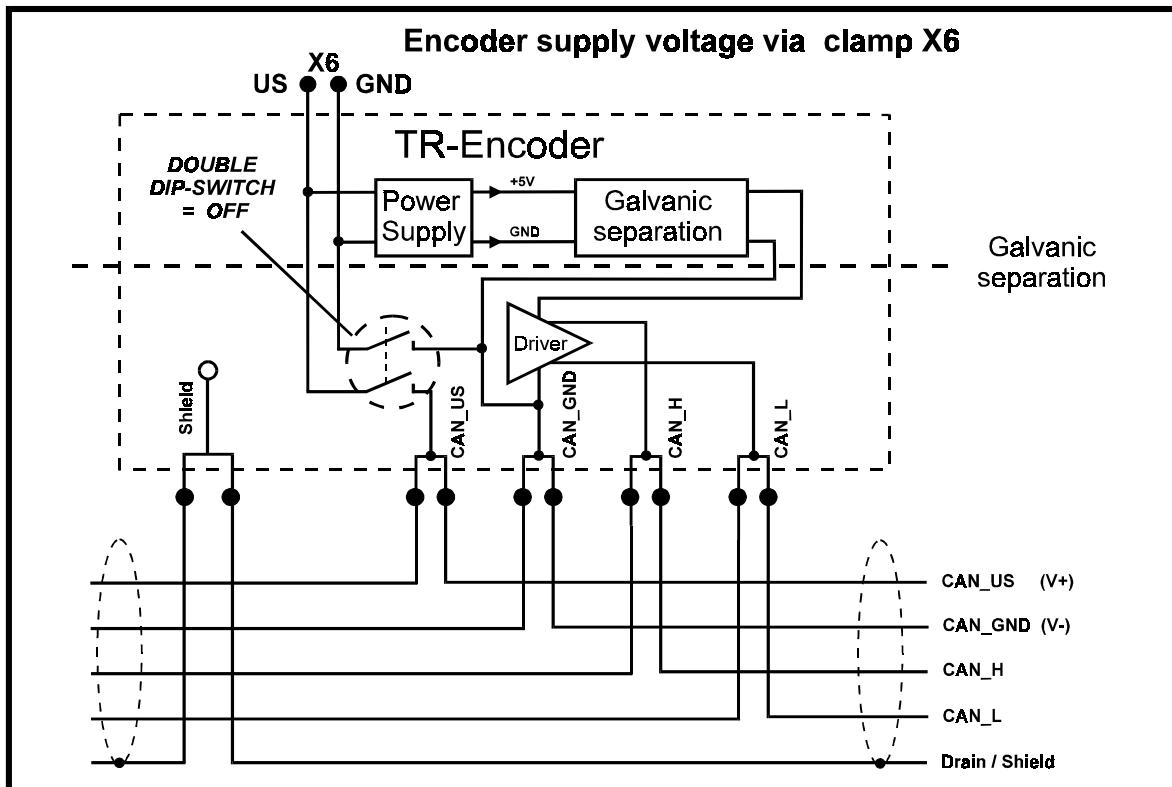 Encoder supply voltage via clamp X6
X6
US
GND
TR-Encoder
DOUBLE
DIP-SWITCH
= OFF
Power
Supply
+5V
GND
Galvanic
separation
Galvanic
separation
Driver
Shield
CAN_US
CAN_GND
CAN_H
CAN_L
CAN_US (V+)
CAN_GND (V-)
CAN_H
CAN_L
Drain / Shield